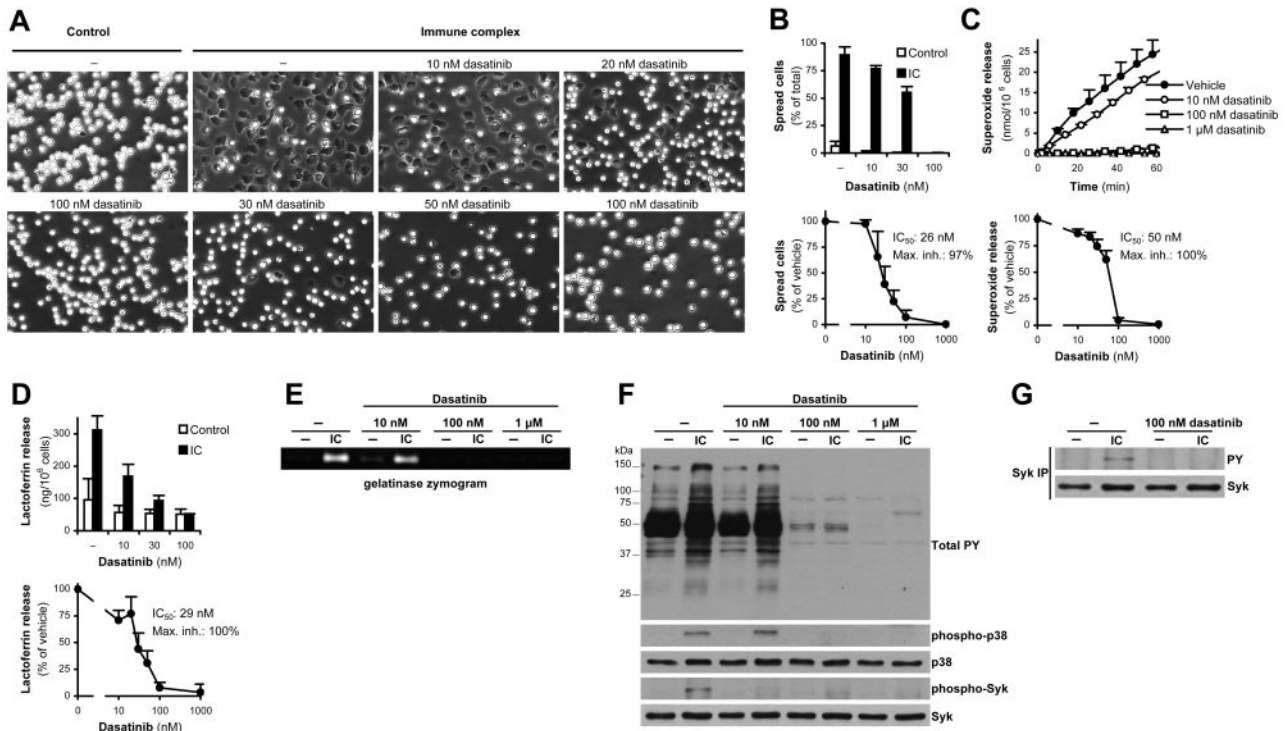 A
Control
Immune complex
–
–
10 nM dasatinib
20 nM dasatinib
100 nM dasatinib
30 nM dasatinib
50 nM dasatinib
100 nM dasatinib
B
Spread cells
(% of total)
100
75
50
25
0
Control
IC
–
10
30
100
Dasatinib (nM)
Spread cells
(% of vehicle)
100
75
50
25
0
IC50: 26 nM
Max. inh.: 97%
0
10
100
1000
Dasatinib (nM)
C
Superoxide release
(nmol/10^6 cells)
25
20
15
10
5
0
Vehicle
10 nM dasatinib
100 nM dasatinib
1 µM dasatinib
0
20
40
60
Time (min)
Superoxide release
(% of vehicle)
100
75
50
25
0
IC50: 50 nM
Max. inh.: 100%
0
10
100
1000
Dasatinib (nM)
D
Lactoferrin release
(ng/10^6 cells)
300
200
100
0
Control
IC
–
10
30
100
Dasatinib (nM)
Lactoferrin release
(% of vehicle)
100
75
50
25
0
IC50: 29 nM
Max. inh.: 100%
0
10
100
1000
Dasatinib (nM)
E
Dasatinib
– 10 nM 100 nM 1 µM
– IC – IC – IC – IC
gelatinase zymogram
F
Dasatinib
– 10 nM 100 nM 1 µM
– IC – IC – IC – IC
kDa
150
100
75
50
37
25
Total PY
phospho-p38
p38
phospho-Syk
Syk
G
– 100 nM dasatinib
– IC – IC
Syk IP
PY
Syk